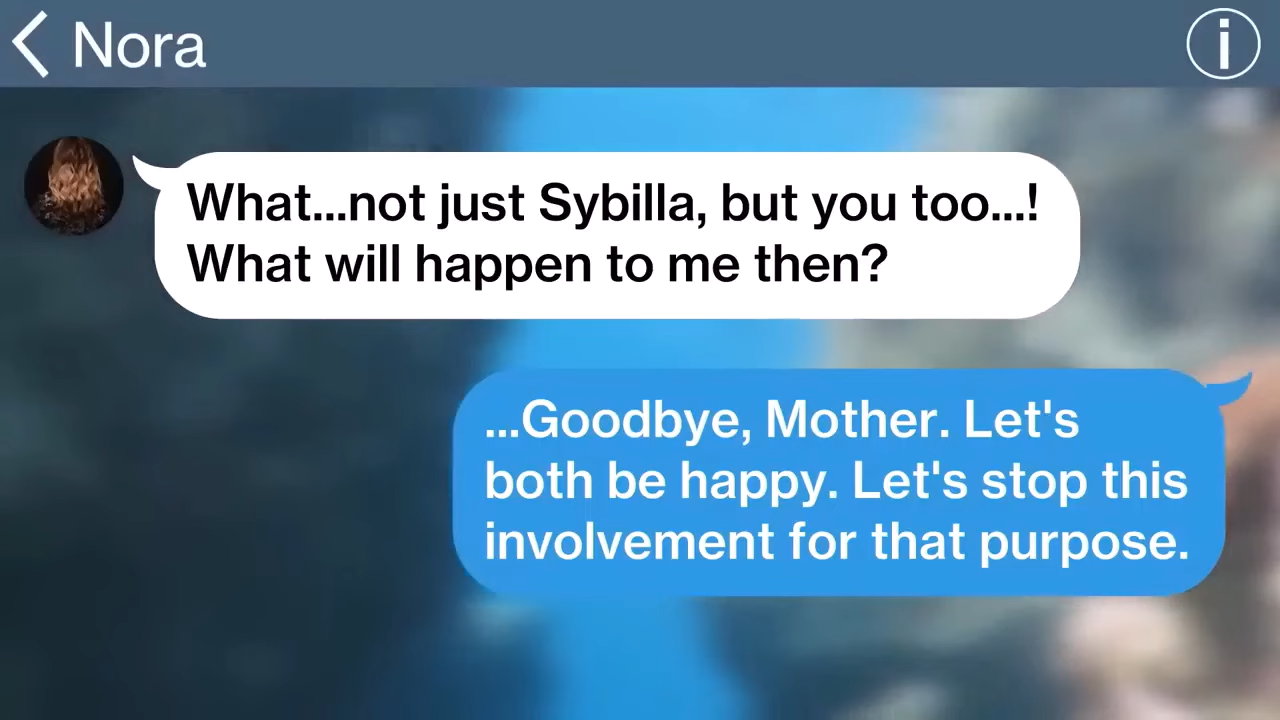 Nora
i
What...not just Sybilla, but you too...!
What will happen to me then?
...Goodbye, Mother. Let's
both be happy. Let's stop this
involvement for that purpose.